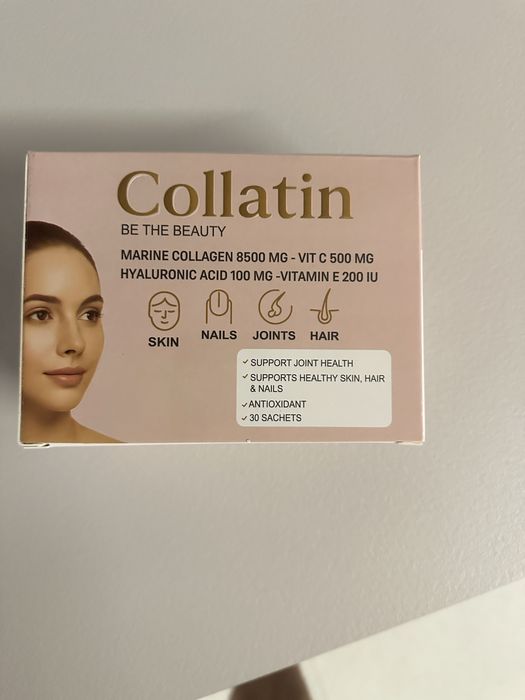 Collatin
BE THE BEAUTY
MARINE COLLAGEN 8500 MG - VIT C 500 MG
HYALURONIC ACID 100 MG -VITAMIN E 200 IU
SKIN
NAILS
JOINTS
HAIR
SUPPORT JOINT HEALTH
SUPPORTS HEALTHY SKIN, HAIR
& NAILS
ANTIOXIDANT
30 SACHETS